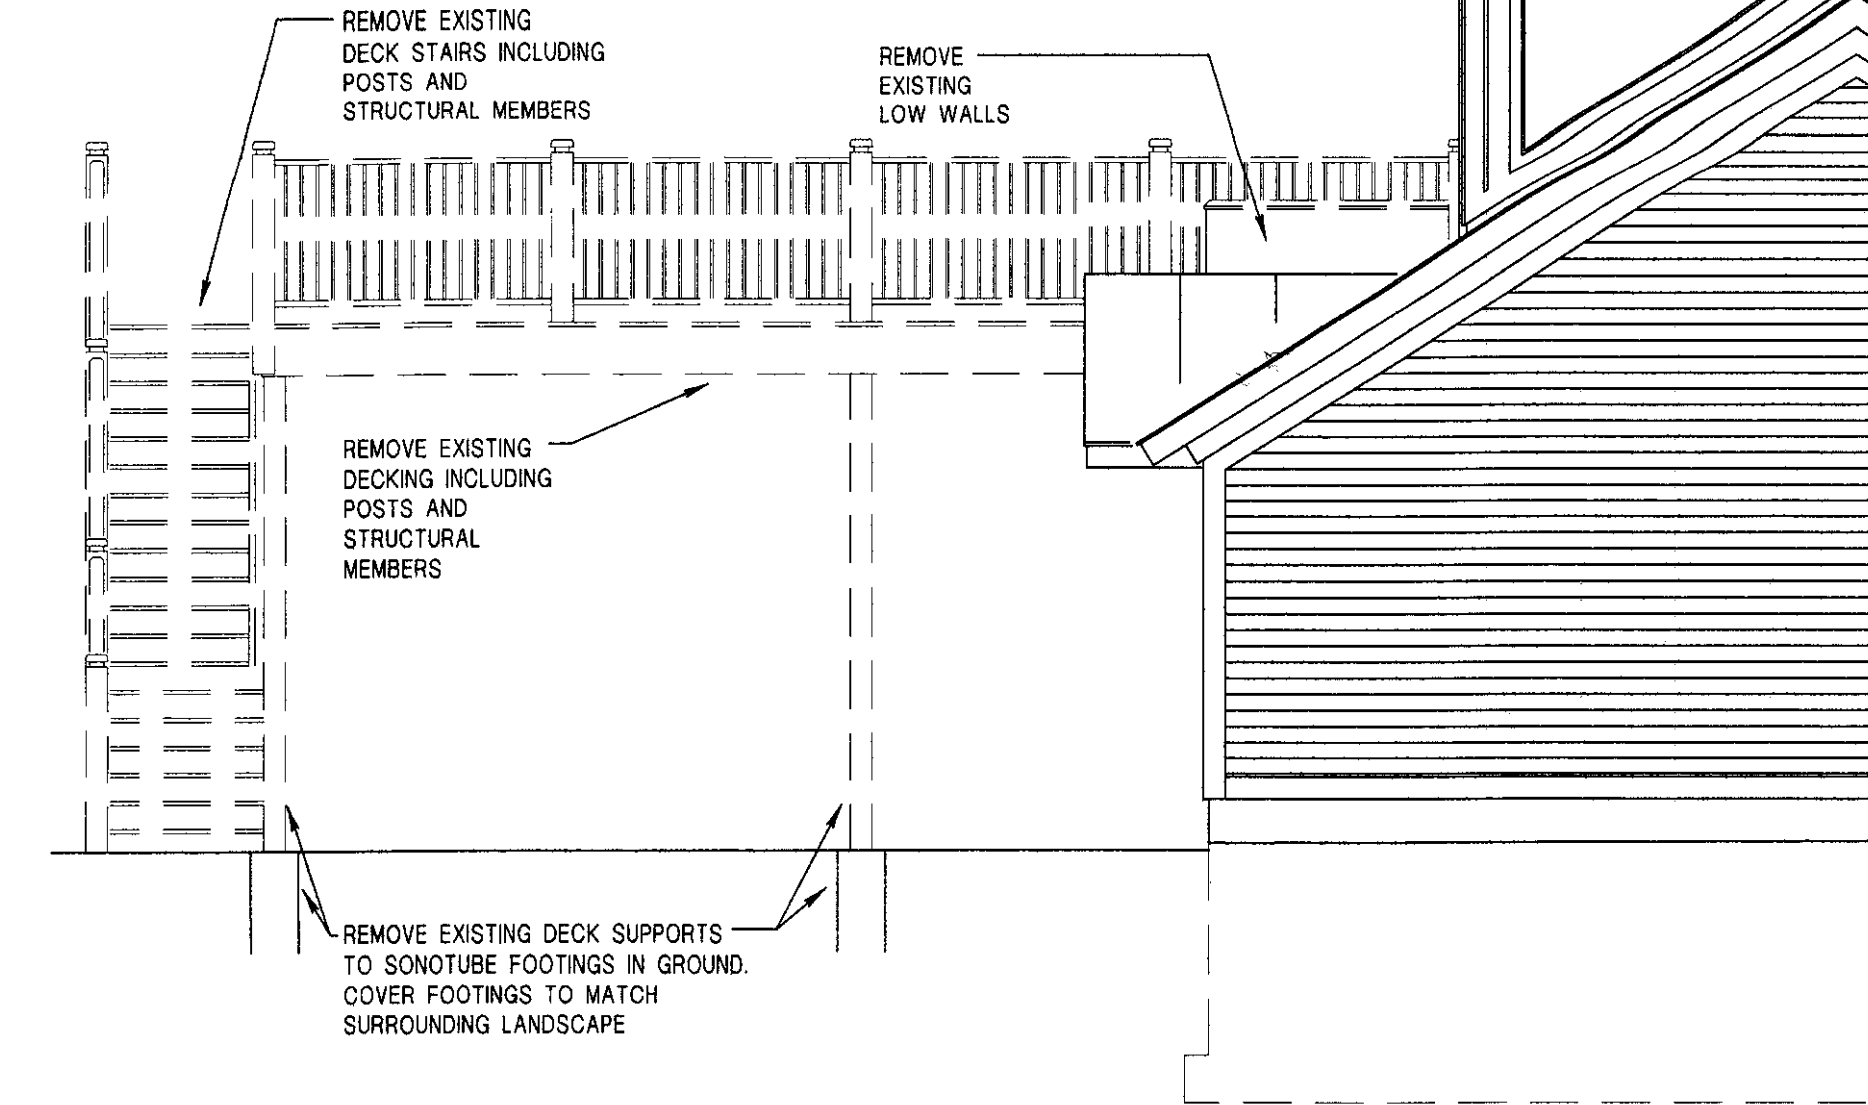 REMOVE EXISTING
DECK STAIRS INCLUDING
POSTS AND
STRUCTURAL MEMBERS
REMOVE
EXISTING
LOW WALLS
REMOVE EXISTING
DECKING INCLUDING
POSTS AND
STRUCTURAL
MEMBERS
REMOVE EXISTING DECK SUPPORTS
TO SONOTUBE FOOTINGS IN GROUND.
COVER FOOTINGS TO MATCH
SURROUNDING LANDSCAPE